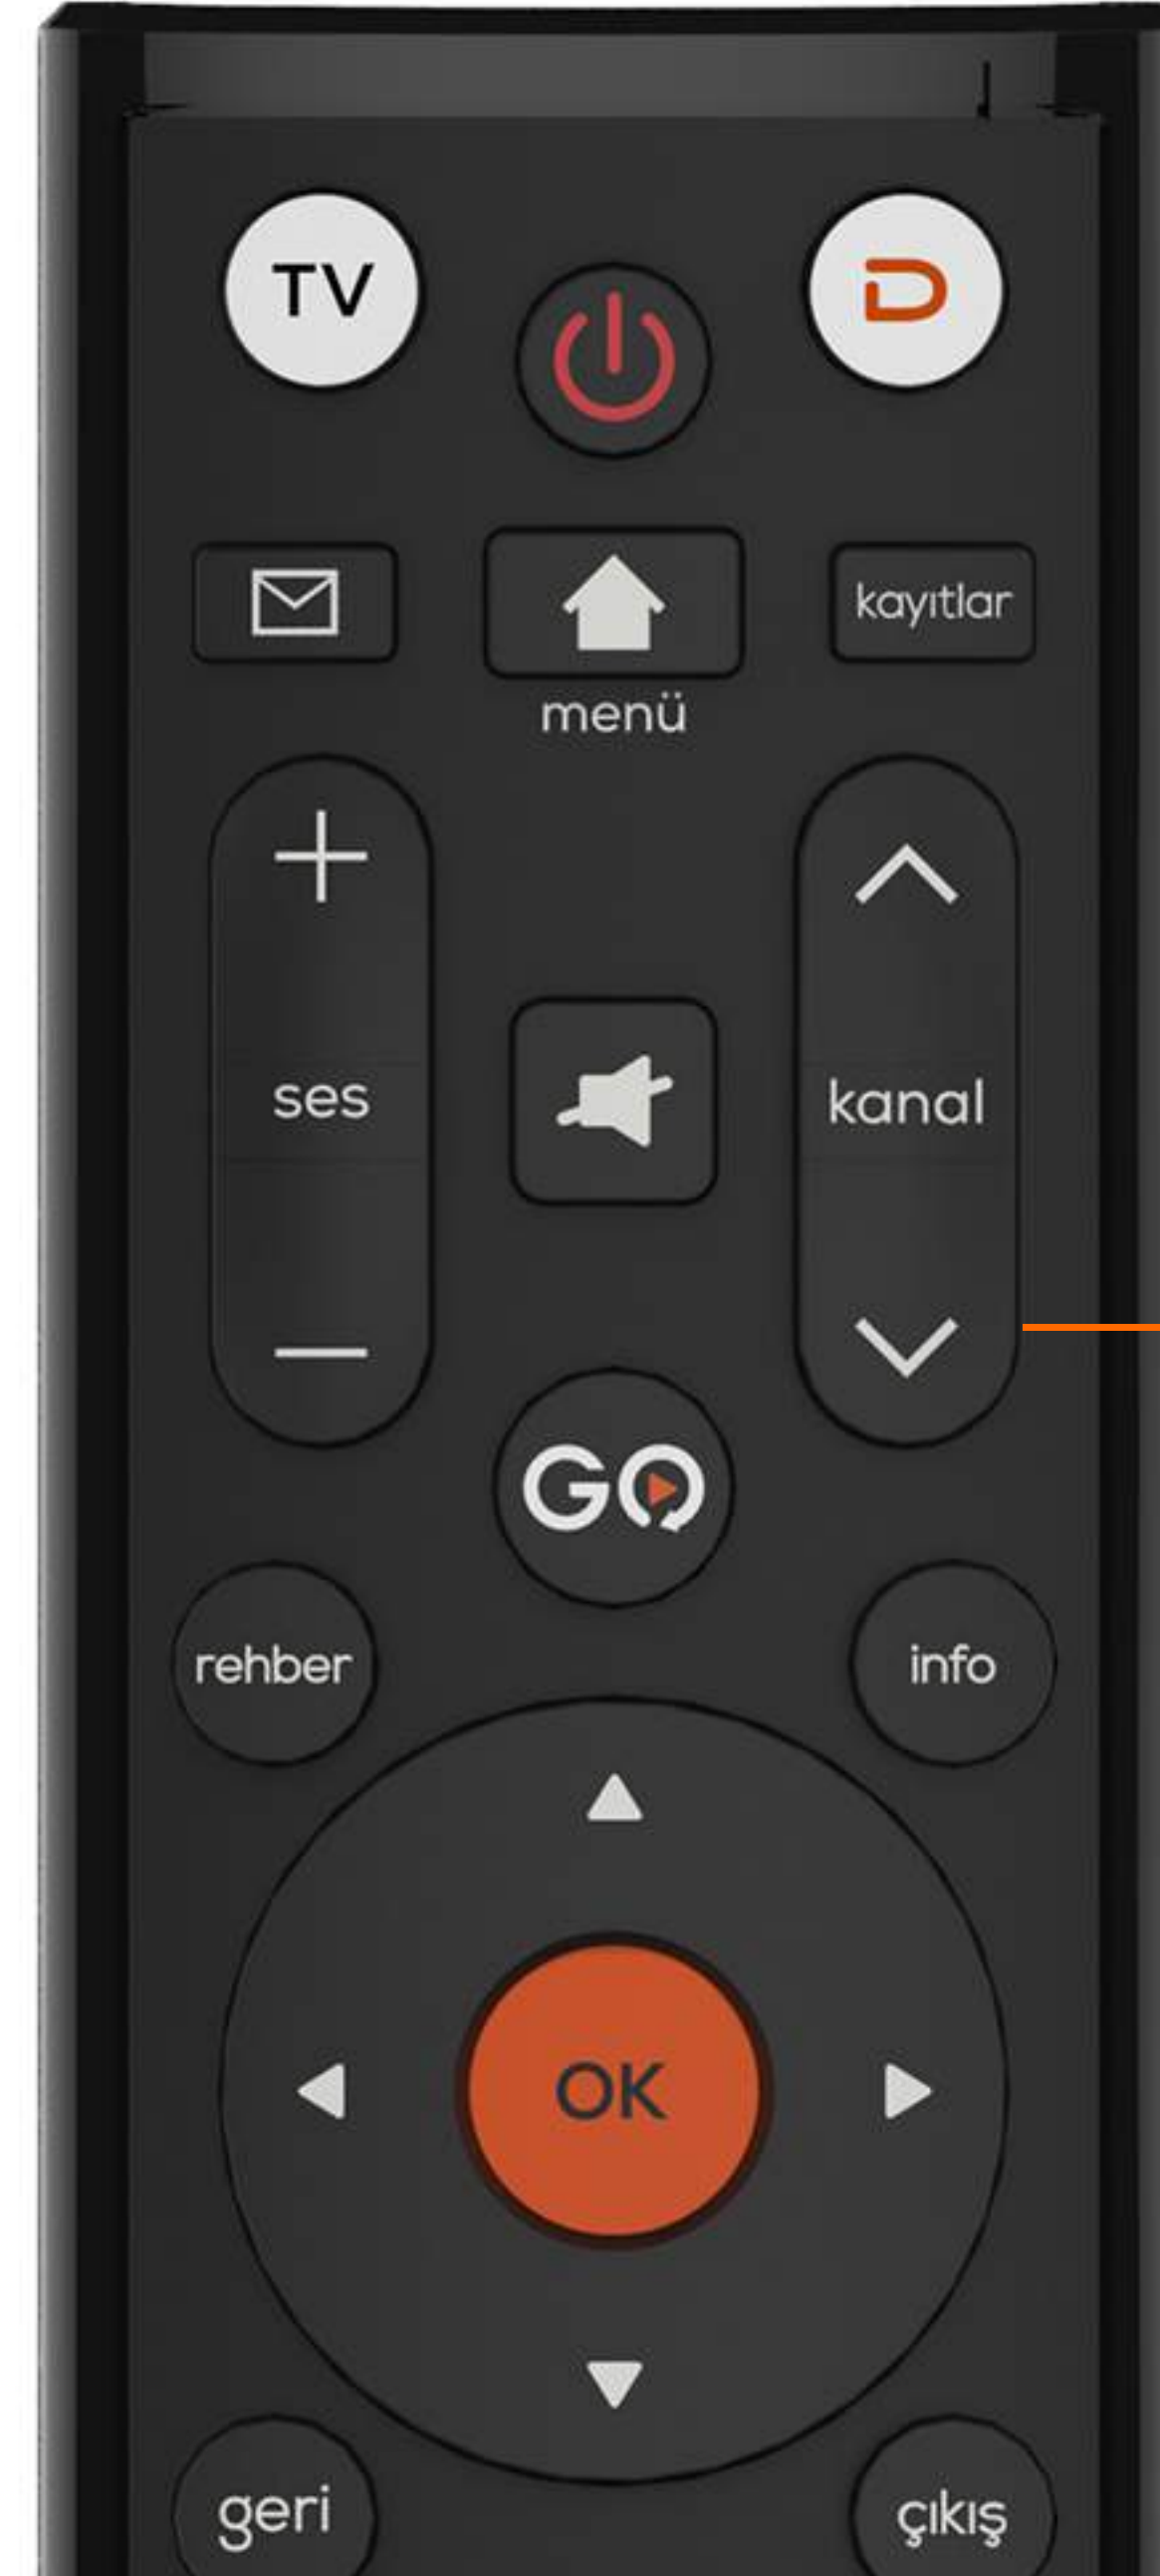 TV
D
kayıtlar
menü
ses
kanal
GO
rehber
info
OK
geri
çıkış